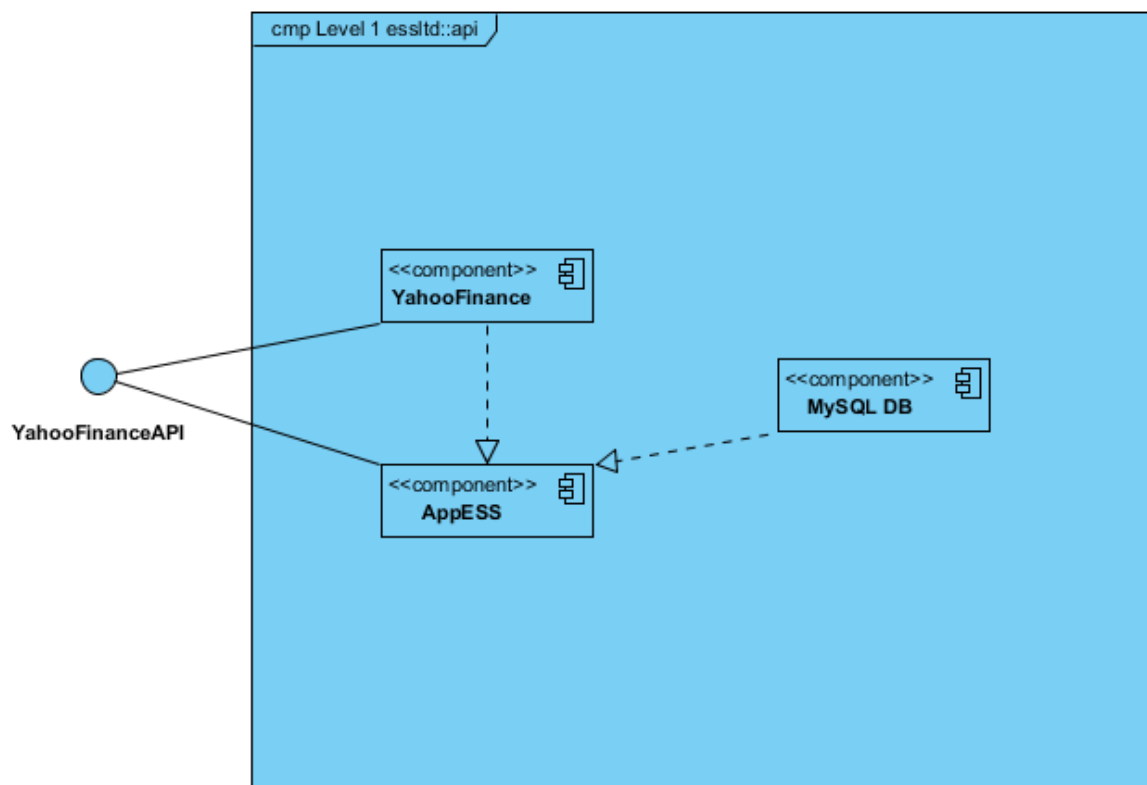 cmp Level 1 essltd::api
<<component>>
YahooFinance
<<component>>
MySQL DB
YahooFinanceAPI
<<component>>
AppESS